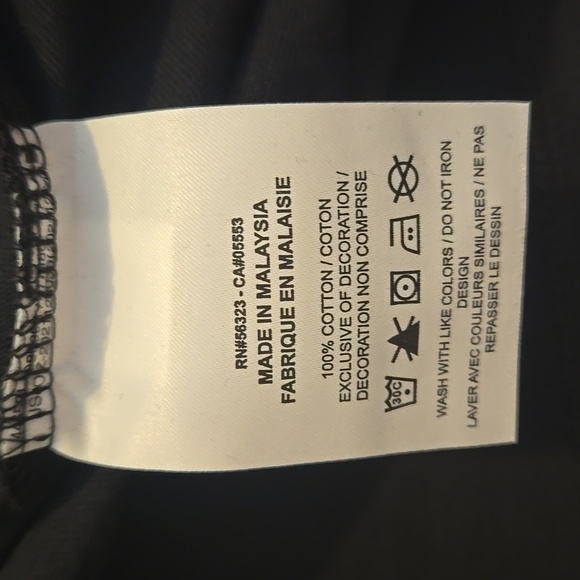 RN#56323 - CA#05553
MADE IN MALAYSIA
FABRIQUE EN MALAISIE
100% COTTON / COTON
EXCLUSIVE OF DECORATION /
DECORATION NON COMPRISE
30C
WASH WITH LIKE COLORS / DO NOT IRON
DESIGN
LAVER AVEC COULEURS SIMILAIRES / NE PAS
REPASSER LE DESSIN